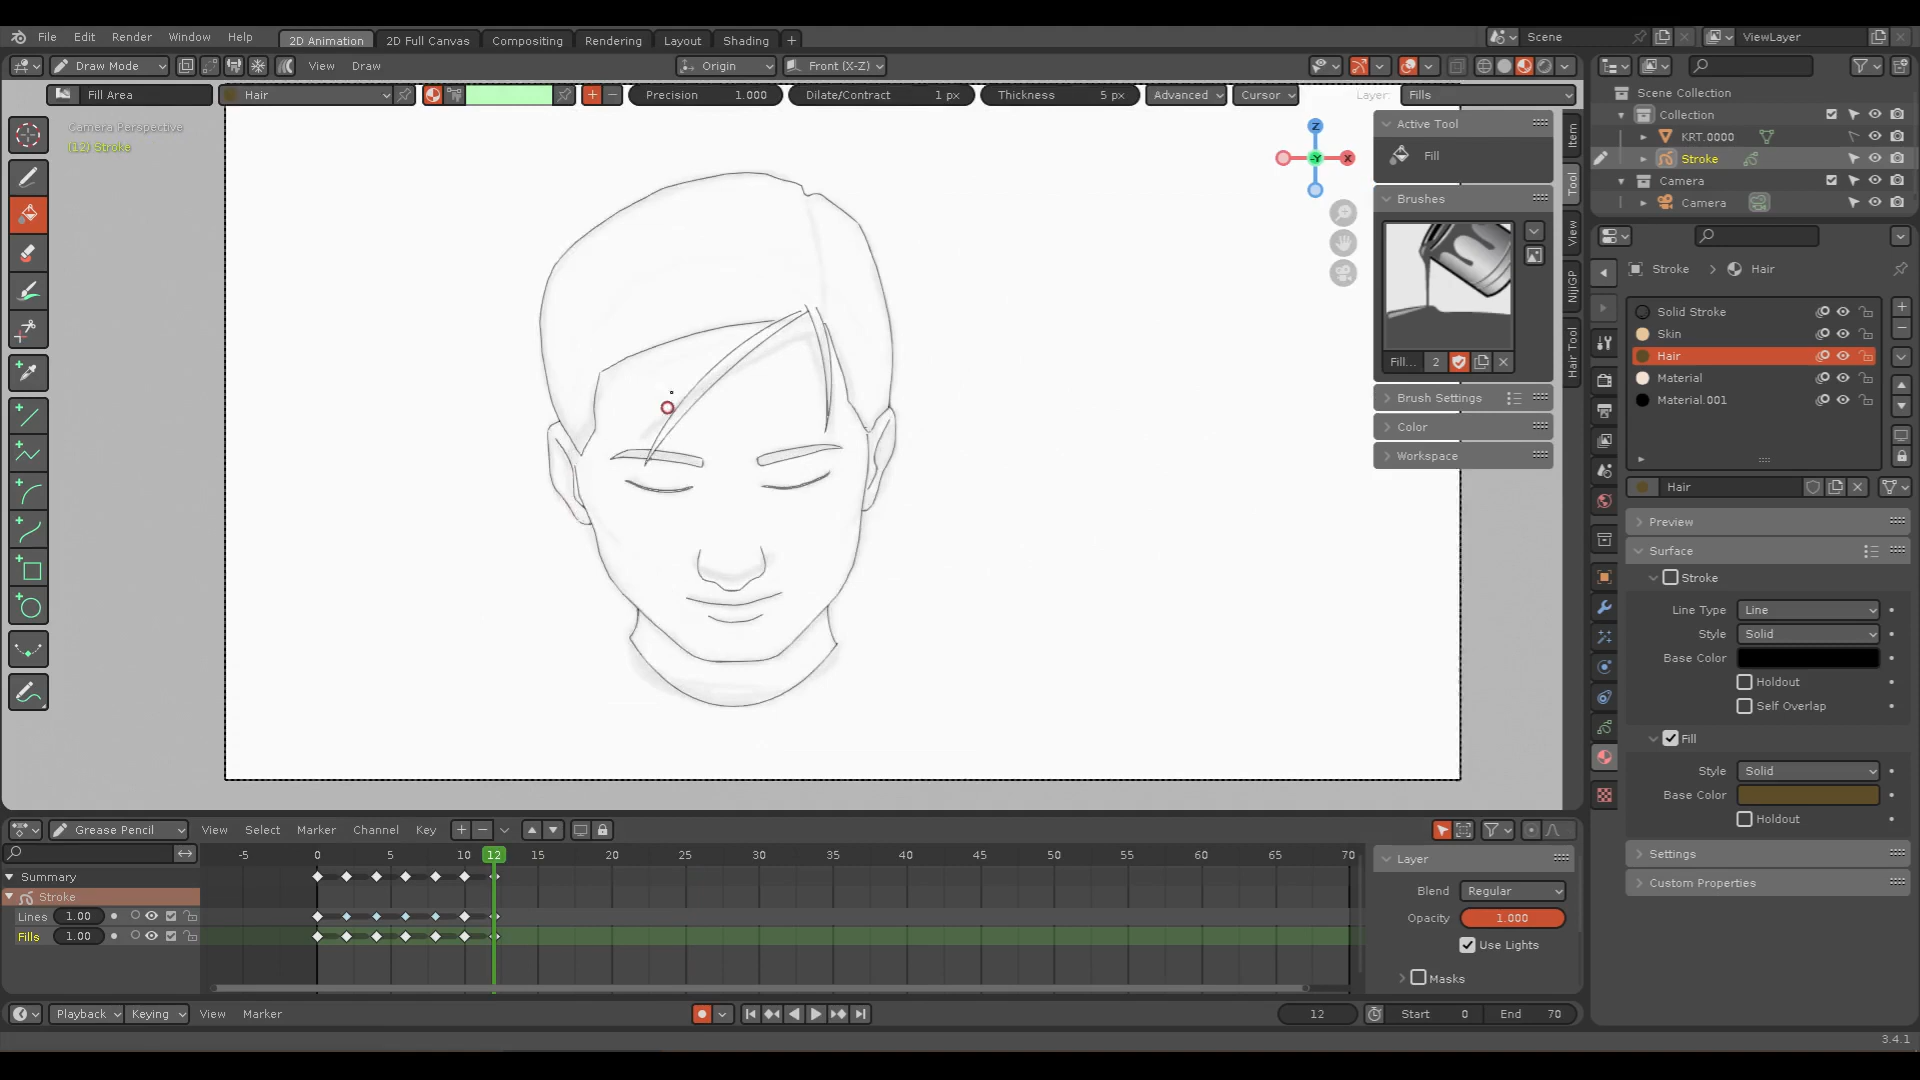 File Edit Render Window Help 2D Animation 2D Full Canvas Compositing Rendering Layout Shading + Scene ViewLayer
Draw Mode View Draw Origin Front (X-Z)
Fill Area Hair Precision 1.000 Dilate/Contract 1 px Thickness 5 px Advanced Cursor Layer: Fills
Camera Perspective
(12) Stroke
Z
-Y
X
Active Tool
Fill
Brushes
Fill... 2
Brush Settings
Color
Workspace
Item
Tool
View
NijiGP
Hair Tool
Scene Collection
Collection
KRT.0000
Stroke
Camera
Camera
Stroke Hair
Solid Stroke
Skin
Hair
Material
Material.001
Hair
Preview
Surface
Stroke
Line Type Line
Style Solid
Base Color
Holdout
Self Overlap
Fill
Style Solid
Base Color
Holdout
Settings
Custom Properties
Grease Pencil View Select Marker Channel Key
-5 0 5 10 12 15 20 25 30 35 40 45 50 55 60 65 70
Summary
Stroke
Lines 1.00
Fills 1.00
Layer
Blend Regular
Opacity 1.000
Use Lights
Masks
Playback Keying View Marker 12 Start 0 End 70
3.4.1